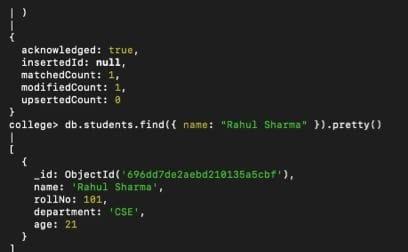 | )
|
{
acknowledged: true,
insertedId: null,
matchedCount: 1,
modifiedCount: 1,
upsertedCount: 0
}
college> db.students.find({ name: "Rahul Sharma" }).pretty()
|
[
{
_id: ObjectId('696dd7de2aebd210135a5cbf'),
name: 'Rahul Sharma',
rollNo: 101,
department: 'CSE',
age: 21
}
]